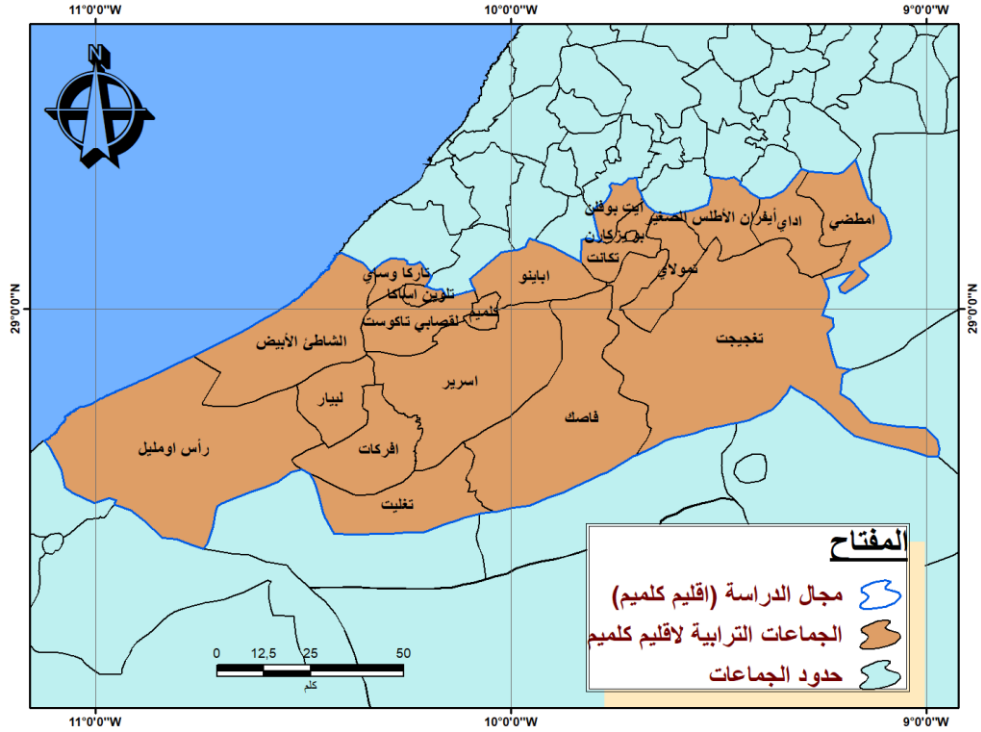 11°0'0"W 10°0'0"W 9°0'0"W
N
امطضي
اداي
أيفران الأطلس الصغير
أيت بوفلن
بويزكارن
تكانت
تمولاي
اباينو
تاركا وساي
تلوين اساكا
كلميم
لقصابي تاكوست
29°0'0"N 29°0'0"N
الشاطئ الأبيض
تغجيجت
اسرير
لبيار
فاصك
افركات
رأس اومليل
تغليت
المفتاح
مجال الدراسة (اقليم كلميم)
الجماعات الترابية لاقليم كلميم
حدود الجماعات
0 12,5 25 50
كلم
11°0'0"W 10°0'0"W 9°0'0"W